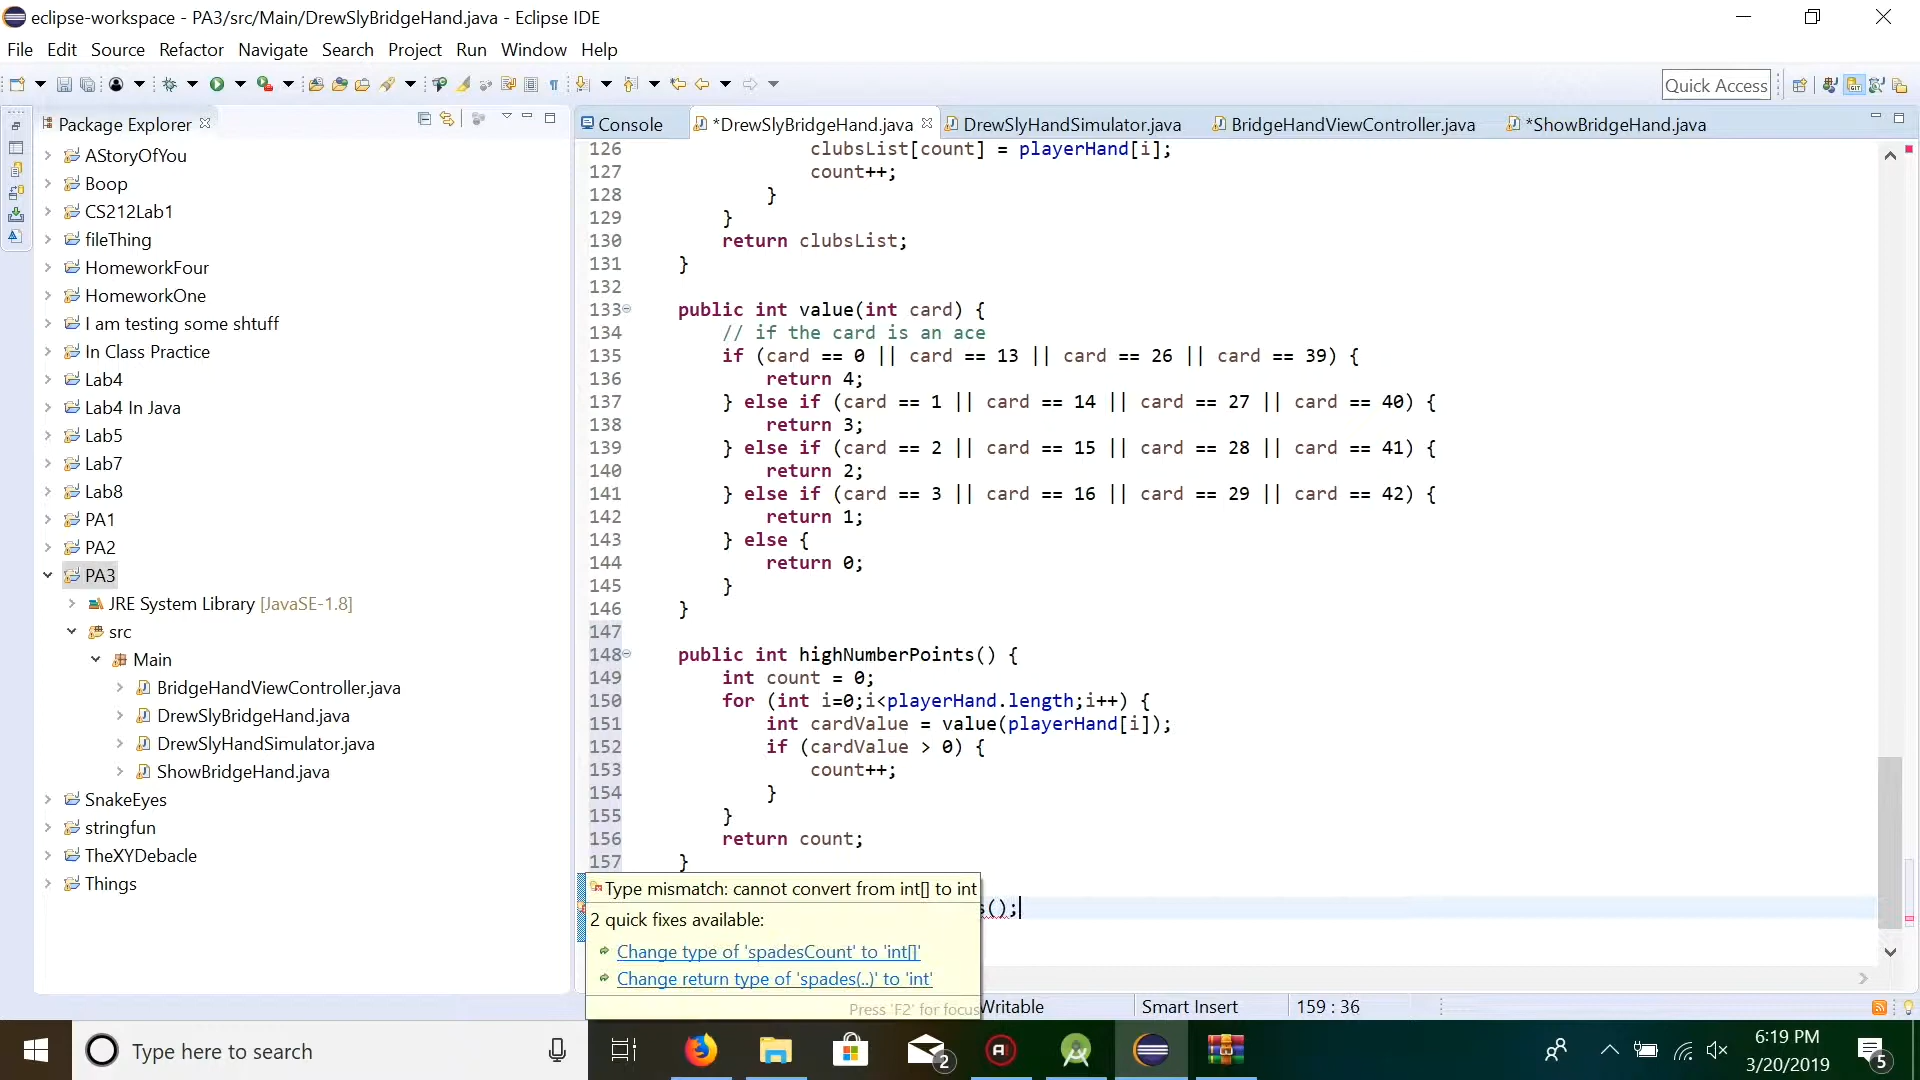 eclipse-workspace - PA3/src/Main/DrewSlyBridgeHand.java - Eclipse IDE
File Edit Source Refactor Navigate Search Project Run Window Help
Quick Access
Package Explorer
AStoryOfYou
Boop
CS212Lab1
fileThing
HomeworkFour
HomeworkOne
I am testing some shtuff
In Class Practice
Lab4
Lab4 In Java
Lab5
Lab7
Lab8
PA1
PA2
PA3
JRE System Library [JavaSE-1.8]
src
Main
BridgeHandViewController.java
DrewSlyBridgeHand.java
DrewSlyHandSimulator.java
ShowBridgeHand.java
SnakeEyes
stringfun
TheXYDebacle
Things
Console *DrewSlyBridgeHand.java DrewSlyHandSimulator.java BridgeHandViewController.java *ShowBridgeHand.java
126 clubsList[count] = playerHand[i];
127 count++;
128 }
129 }
130 return clubsList;
131 }
132
133 public int value(int card) {
134 // if the card is an ace
135 if (card == 0 || card == 13 || card == 26 || card == 39) {
136 return 4;
137 } else if (card == 1 || card == 14 || card == 27 || card == 40) {
138 return 3;
139 } else if (card == 2 || card == 15 || card == 28 || card == 41) {
140 return 2;
141 } else if (card == 3 || card == 16 || card == 29 || card == 42) {
142 return 1;
143 } else {
144 return 0;
145 }
146 }
147
148 public int highNumberPoints() {
149 int count = 0;
150 for (int i=0;i<playerHand.length;i++) {
151 int cardValue = value(playerHand[i]);
152 if (cardValue > 0) {
153 count++;
154 }
155 }
156 return count;
157 }
s();
Type mismatch: cannot convert from int[] to int
2 quick fixes available:
Change type of 'spadesCount' to 'int[]'
Change return type of 'spades(..)' to 'int'
Press 'F2' for focus
Writable Smart Insert 159 : 36
Type here to search
2
6:19 PM
3/20/2019
5